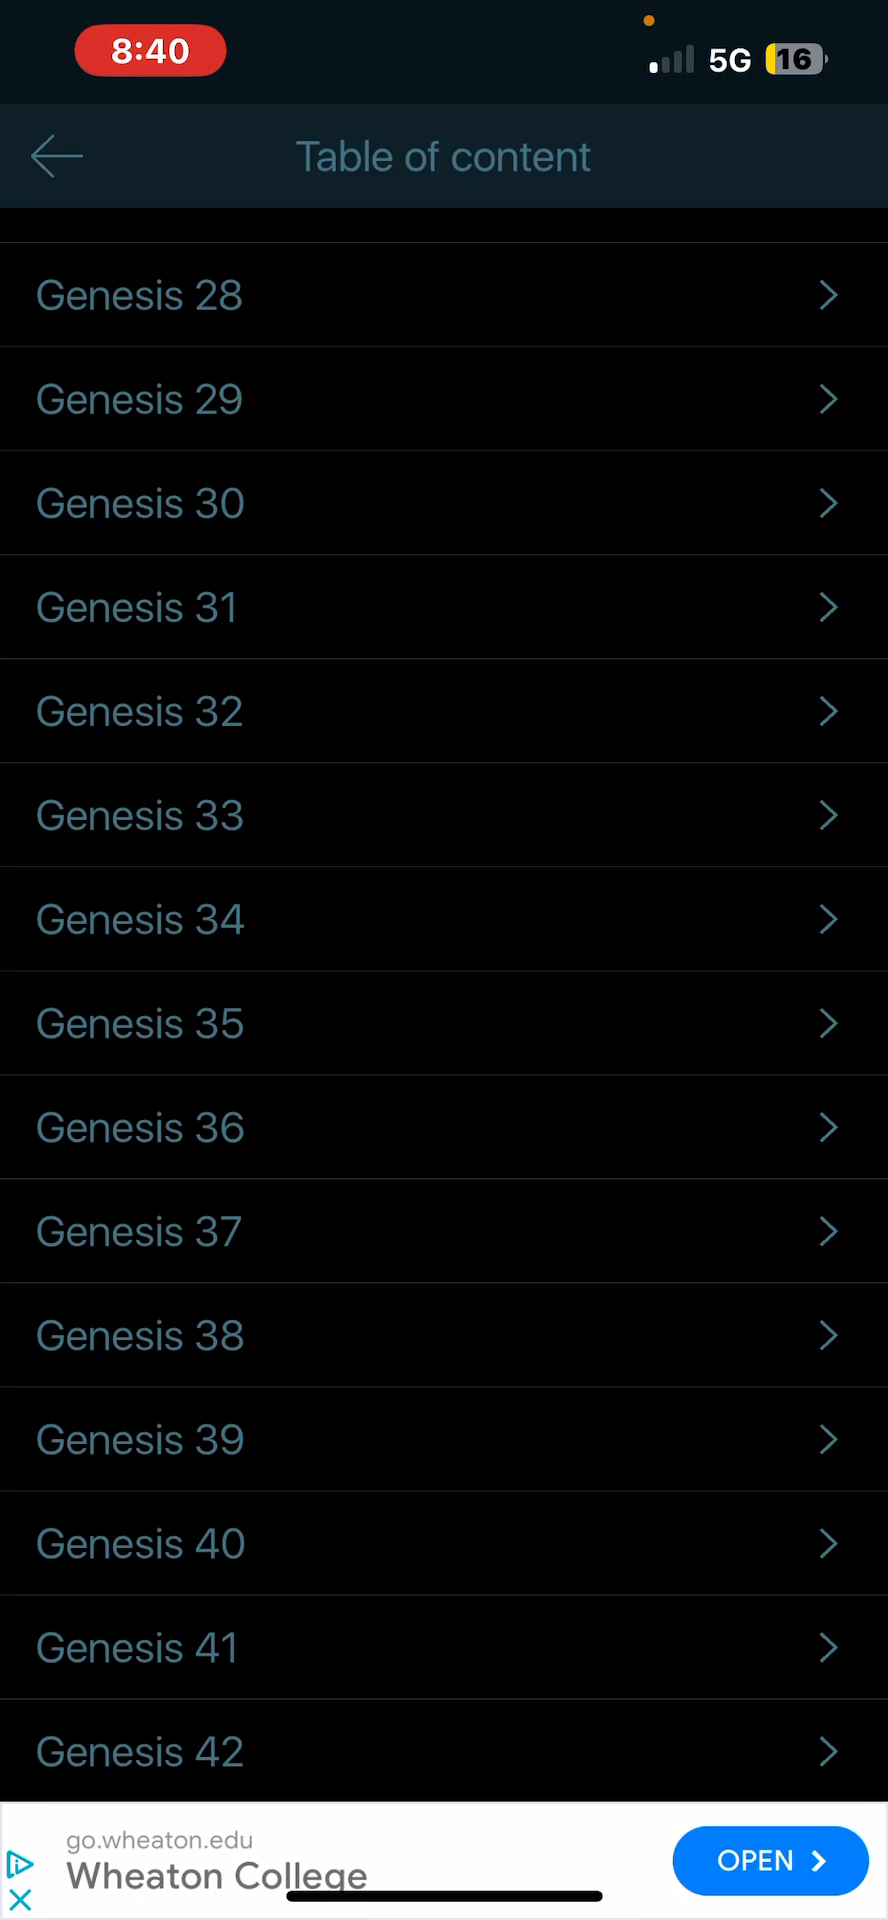 8:40
5G 16
Table of content
Genesis 28
Genesis 29
Genesis 30
Genesis 31
Genesis 32
Genesis 33
Genesis 34
Genesis 35
Genesis 36
Genesis 37
Genesis 38
Genesis 39
Genesis 40
Genesis 41
Genesis 42
go.wheaton.edu
Wheaton College
OPEN